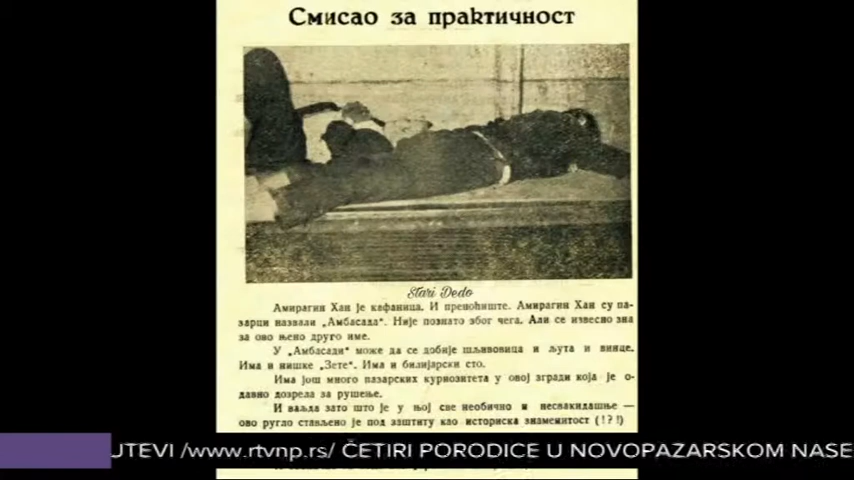 Смисао за практичност
Stari Dedo
Амирагин Хан је кафаница. И преноћиште. Амирагин Хан су па-
зарци назвали „Амбасада“. Није познато због чега. Али се извесно зна
за ово њено друго име.
У „Амбасади“ може да се добије шљивовица и љута и винце.
Има и нишке „Зете“. Има и билијарски сто.
Има још много пазарских куриозитета у овој згради која је о-
давно дозрела за рушење.
И ваљда зато што је у њој све необично и несвакидашње —
ово ругло стављено је под заштиту као историска знаменитост (!?!)
UTEVI /www.rtvnp.rs/ ČETIRI PORODICE U NOVOPAZARSKOM NASE